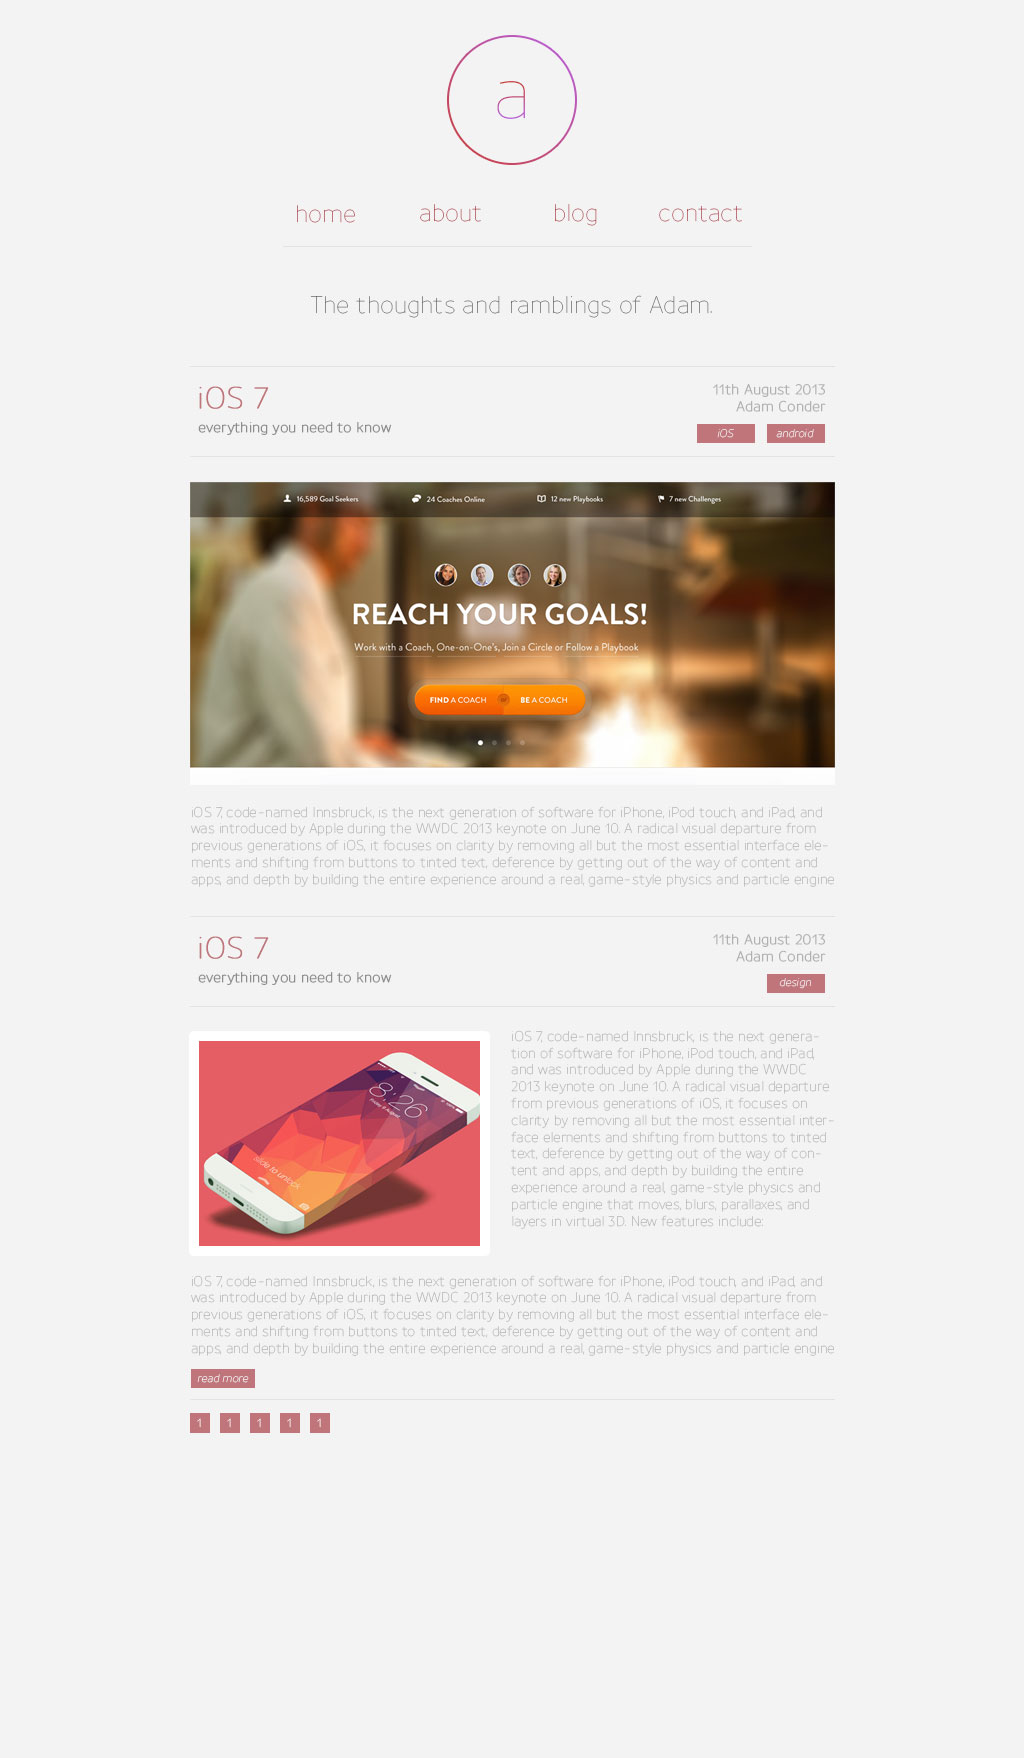 a
home about blog contact
The thoughts and ramblings of Adam.
iOS 7
everything you need to know
11th August 2013
Adam Conder
iOS android
16,589 Goal Seekers 24 Coaches Online 12 new Playbooks 7 new Challenges
REACH YOUR GOALS!
Work with a Coach, One-on-One's, Join a Circle or Follow a Playbook
FIND A COACH BE A COACH
iOS 7, code-named Innsbruck, is the next generation of software for iPhone, iPod touch, and iPad, and
was introduced by Apple during the WWDC 2013 keynote on June 10. A radical visual departure from
previous generations of iOS, it focuses on clarity by removing all but the most essential interface ele-
ments and shifting from buttons to tinted text, deference by getting out of the way of content and
apps, and depth by building the entire experience around a real, game-style physics and particle engine
iOS 7
everything you need to know
11th August 2013
Adam Conder
design
8:26
Friday, 9 August
slide to unlock
iOS 7, code-named Innsbruck, is the next genera-
tion of software for iPhone, iPod touch, and iPad,
and was introduced by Apple during the WWDC
2013 keynote on June 10. A radical visual departure
from previous generations of iOS, it focuses on
clarity by removing all but the most essential inter-
face elements and shifting from buttons to tinted
text, deference by getting out of the way of con-
tent and apps, and depth by building the entire
experience around a real, game-style physics and
particle engine that moves, blurs, parallaxes, and
layers in virtual 3D. New features include:
iOS 7, code-named Innsbruck, is the next generation of software for iPhone, iPod touch, and iPad, and
was introduced by Apple during the WWDC 2013 keynote on June 10. A radical visual departure from
previous generations of iOS, it focuses on clarity by removing all but the most essential interface ele-
ments and shifting from buttons to tinted text, deference by getting out of the way of content and
apps, and depth by building the entire experience around a real, game-style physics and particle engine
read more
1 1 1 1 1